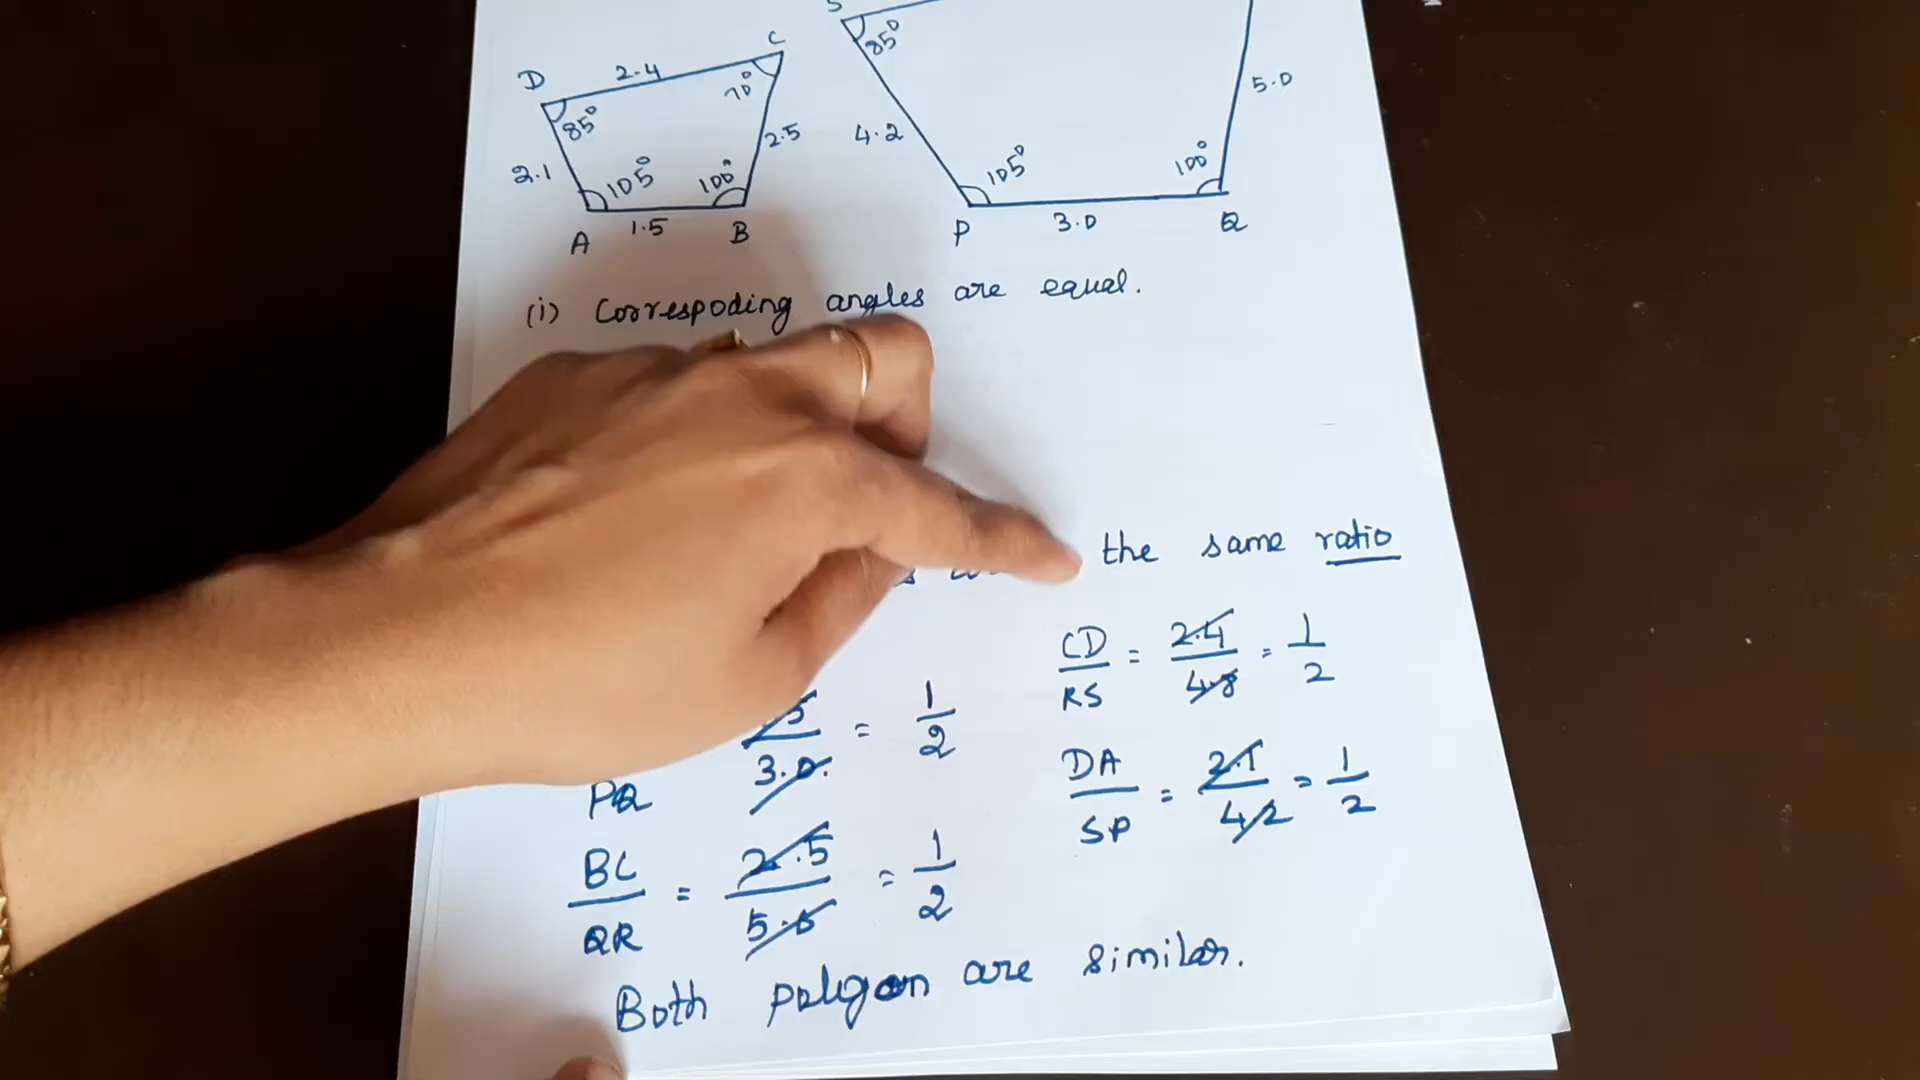 S
85°
C
D
2.4
70°
85°
2.5
2.1
105°
100°
1.5
A
B
5.0
4.2
105°
100°
P
3.0
Q
(i) Correspoding angles are equal.
the same ratio
CD/RS = 2.4/4.8 = 1/2
PQ 3.0 = 1/2
DA/SP = 2.1/4.2 = 1/2
BC/QR = 2.5/5.0 = 1/2
Both polygon are similar.